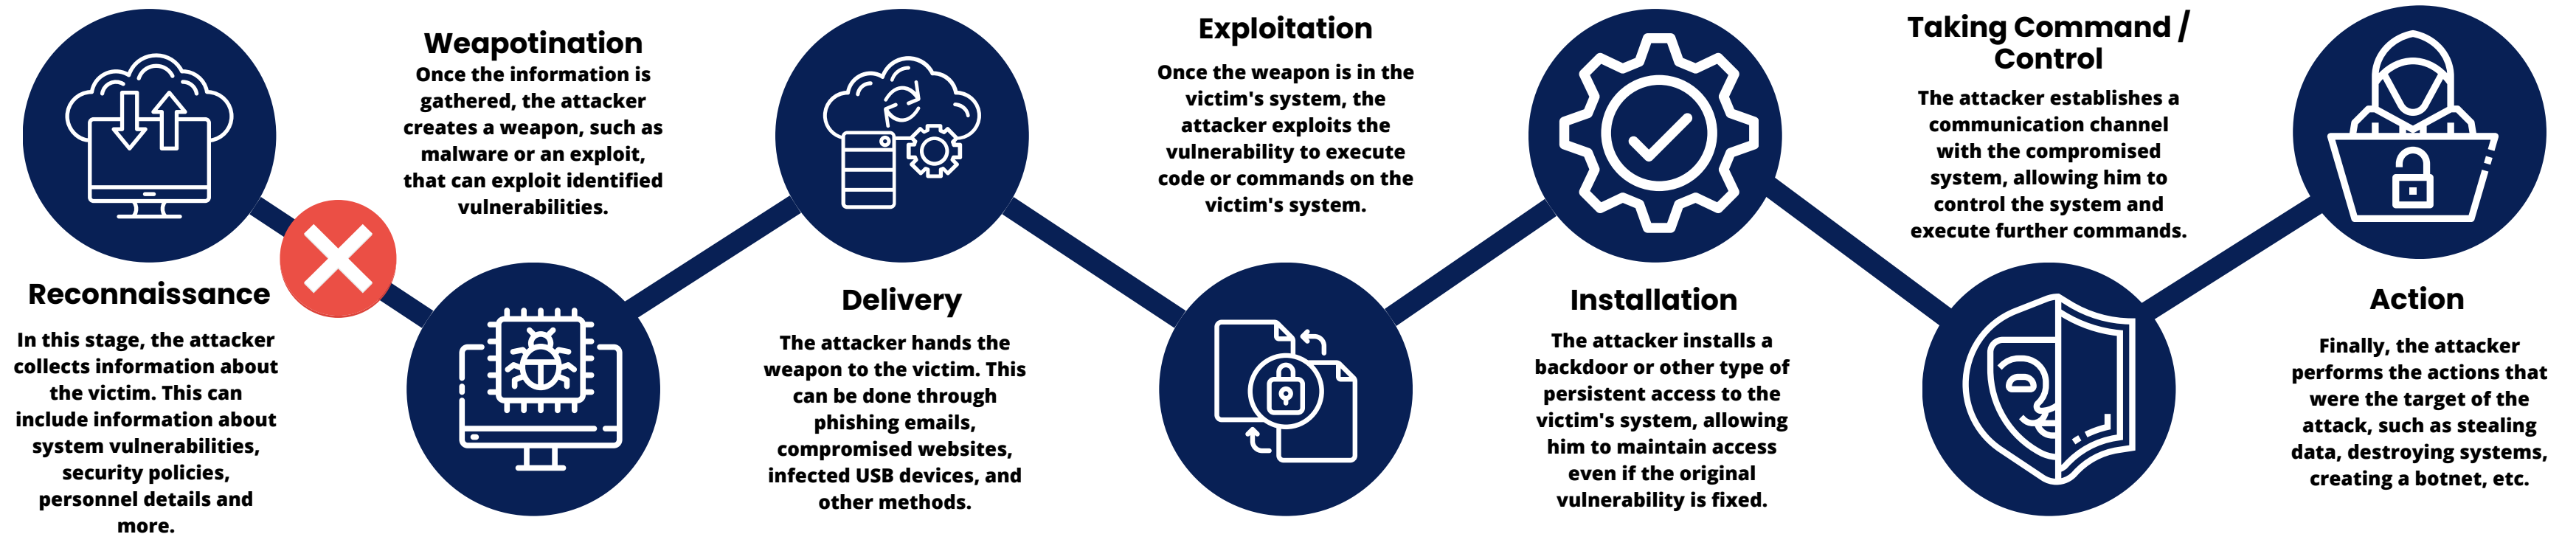 Reconnaissance
In this stage, the attacker
collects information about
the victim. This can
include information about
system vulnerabilities,
security policies,
personnel details and
more.
Weapotination
Once the information is
gathered, the attacker
creates a weapon, such as
malware or an exploit,
that can exploit identified
vulnerabilities.
Delivery
The attacker hands the
weapon to the victim. This
can be done through
phishing emails,
compromised websites,
infected USB devices, and
other methods.
Exploitation
Once the weapon is in the
victim's system, the
attacker exploits the
vulnerability to execute
code or commands on the
victim's system.
Installation
The attacker installs a
backdoor or other type of
persistent access to the
victim's system, allowing
him to maintain access
even if the original
vulnerability is fixed.
Taking Command /
Control
The attacker establishes a
communication channel
with the compromised
system, allowing him to
control the system and
execute further commands.
Action
Finally, the attacker
performs the actions that
were the target of the
attack, such as stealing
data, destroying systems,
creating a botnet, etc.